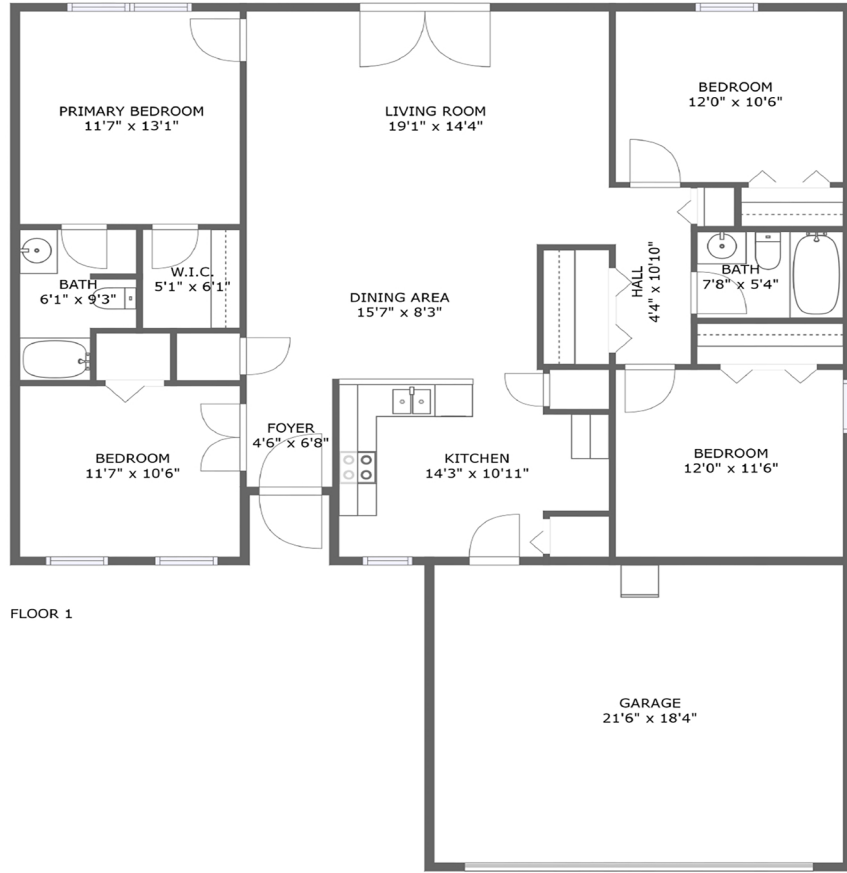 PRIMARY BEDROOM
11'7" x 13'1"
LIVING ROOM
19'1" x 14'4"
BEDROOM
12'0" x 10'6"
BATH
6'1" x 9'3"
W.I.C.
5'1" x 6'1"
DINING AREA
15'7" x 8'3"
HALL
4'4" x 10'10"
BATH
7'8" x 5'4"
BEDROOM
11'7" x 10'6"
FOYER
4'6" x 6'8"
KITCHEN
14'3" x 10'11"
BEDROOM
12'0" x 11'6"
FLOOR 1
GARAGE
21'6" x 18'4"